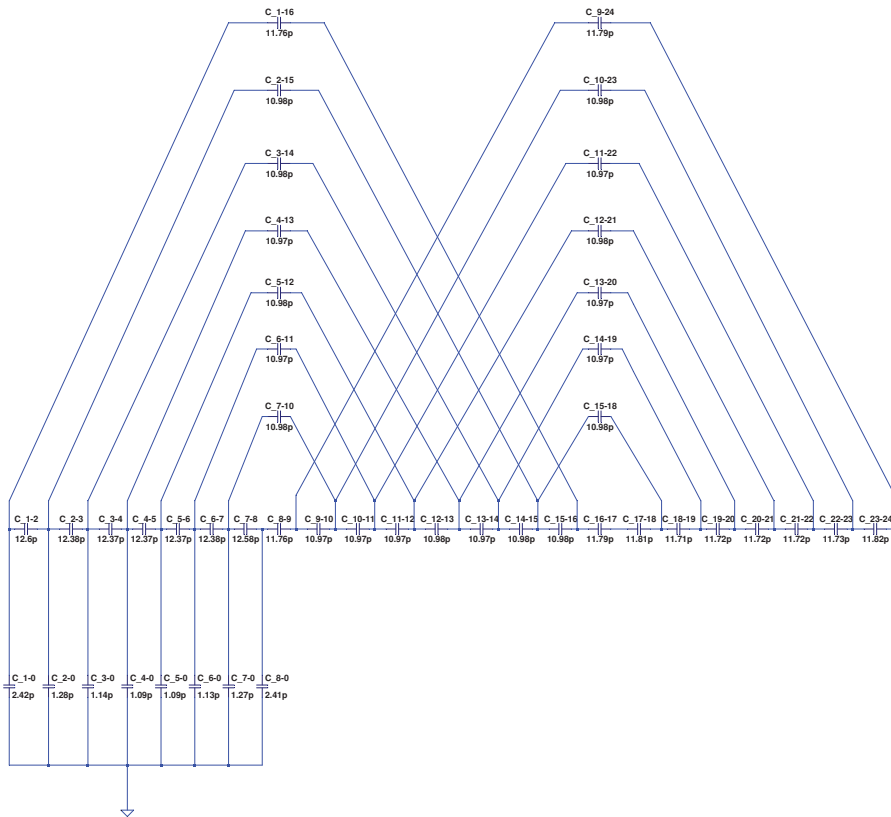 C_1-16
11.76p
C_9-24
11.79p
C_2-15
10.98p
C_10-23
10.98p
C_3-14
10.98p
C_11-22
10.97p
C_4-13
10.97p
C_12-21
10.98p
C_5-12
10.98p
C_13-20
10.97p
C_6-11
10.97p
C_14-19
10.97p
C_7-10
10.98p
C_15-18
10.98p
C_1-2 C_2-3 C_3-4 C_4-5 C_5-6 C_6-7 C_7-8 C_8-9 C_9-10 C_10-11 C_11-12 C_12-13 C_13-14 C_14-15 C_15-16 C_16-17 C_17-18 C_18-19 C_19-20 C_20-21 C_21-22 C_22-23 C_23-24
12.6p 12.38p 12.37p 12.37p 12.37p 12.38p 12.58p 11.76p 10.97p 10.97p 10.97p 10.98p 10.97p 10.98p 10.98p 11.79p 11.81p 11.71p 11.72p 11.72p 11.72p 11.73p 11.82p
C_1-0 C_2-0 C_3-0 C_4-0 C_5-0 C_6-0 C_7-0 C_8-0
2.42p 1.28p 1.14p 1.09p 1.09p 1.13p 1.27p 2.41p